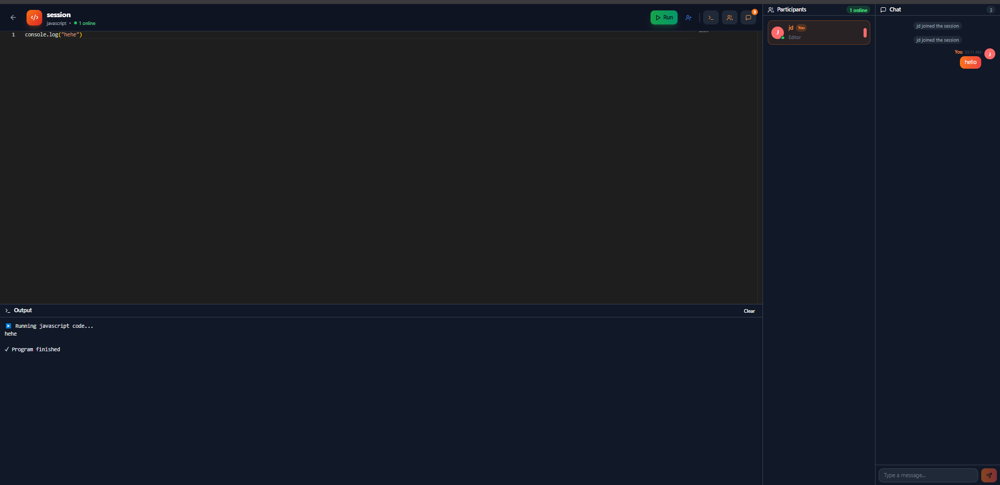 session
javascript • 1 online
Run
3
1 console.log("hehe")
>_ Output
Clear
Running javascript code...
hehe
✓ Program finished
Participants
1 online
J
jd You
Editor
Chat
3
jd joined the session
jd joined the session
You 03:11 AM
J
hello
Type a message...